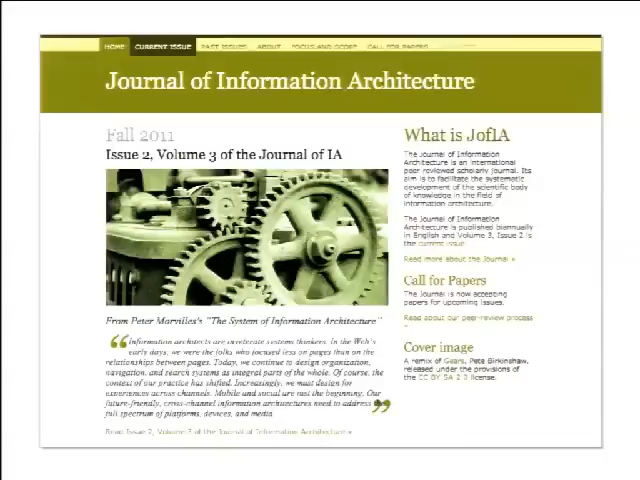 HOME CURRENT ISSUE PAST ISSUES ABOUT FOCUS AND SCOPE CALL FOR PAPERS
Journal of Information Architecture
Fall 2011
Issue 2, Volume 3 of the Journal of IA
From Peter Morville's "The System of Information Architecture"
“ Information architects are inveterate systems thinkers. In the Web's
early days, we were the folks who focused less on pages than on the
relationships between pages. Today, we continue to design organization,
navigation, and search systems as integral parts of the whole. Of course, the
context of our practice has shifted. Increasingly, we must design for
experiences across channels. Mobile and social are just the beginning. Our
future-friendly, cross-channel information architectures need to address the
full spectrum of platforms, devices, and media. ”
Read Issue 2, Volume 3 of the Journal of Information Architecture »
What is JofIA
The Journal of Information
Architecture is an international
peer reviewed scholarly journal. Its
aim is to facilitate the systematic
development of the scientific body
of knowledge in the field of
information architecture.
The Journal of Information
Architecture is published biannually
in English and Volume 3, Issue 2 is
the current issue.
Read more about the Journal »
Call for Papers
The Journal is now accepting
papers for upcoming issues.
Read about our peer-review process
»
Cover image
A remix of Gears, Pete Birkinshaw,
released under the provisions of
the CC BY SA 2.0 license.